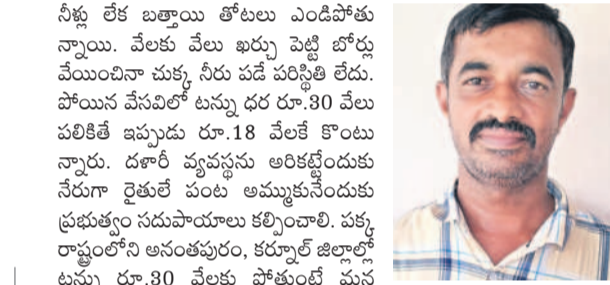 నీళ్లు లేక బత్తాయి తోటలు ఎండిపోతు
న్నాయి. వేలకు వేలు ఖర్చు పెట్టి బోర్లు
వేయించినా చుక్క నీరు పడే పరిస్థితి లేదు.
పోయిన వేసవిలో టన్ను ధర రూ.30 వేలు
పలికితే ఇప్పుడు రూ.18 వేలకే కొంటు
న్నారు. దళారీ వ్యవస్థను అరికట్టేందుకు
నేరుగా రైతులే పంట అమ్ముకునేందుకు
ప్రభుత్వం సదుపాయాలు కల్పించాలి. పక్క
రాష్ట్రంలోని అనంతపురం, కర్నూల్ జిల్లాల్లో
టన్ను రూ.30 వేలకు పోతుంటే మన